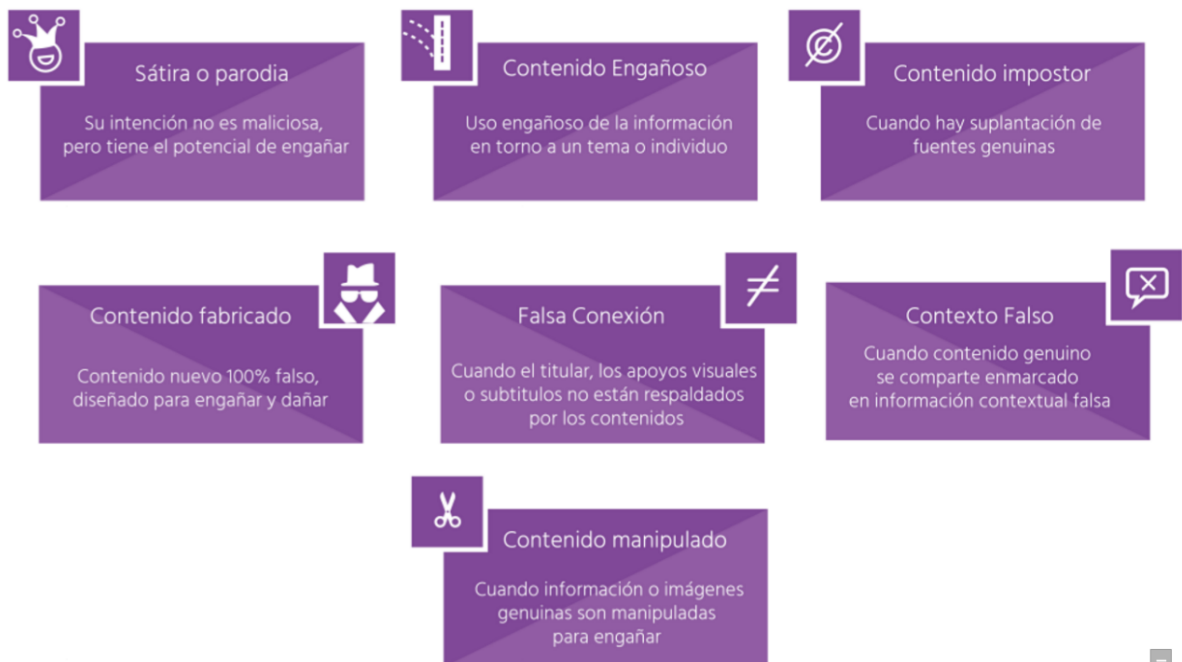 Sátira o parodia
Su intención no es maliciosa,
pero tiene el potencial de engañar
Contenido Engañoso
Uso engañoso de la información
en torno a un tema o individuo
Contenido impostor
Cuando hay suplantación de
fuentes genuinas
Contenido fabricado
Contenido nuevo 100% falso,
diseñado para engañar y dañar
Falsa Conexión
Cuando el titular, los apoyos visuales
o subtitulos no están respaldados
por los contenidos
Contexto Falso
Cuando contenido genuino
se comparte enmarcado
en información contextual falsa
Contenido manipulado
Cuando información o imágenes
genuinas son manipuladas
para engañar